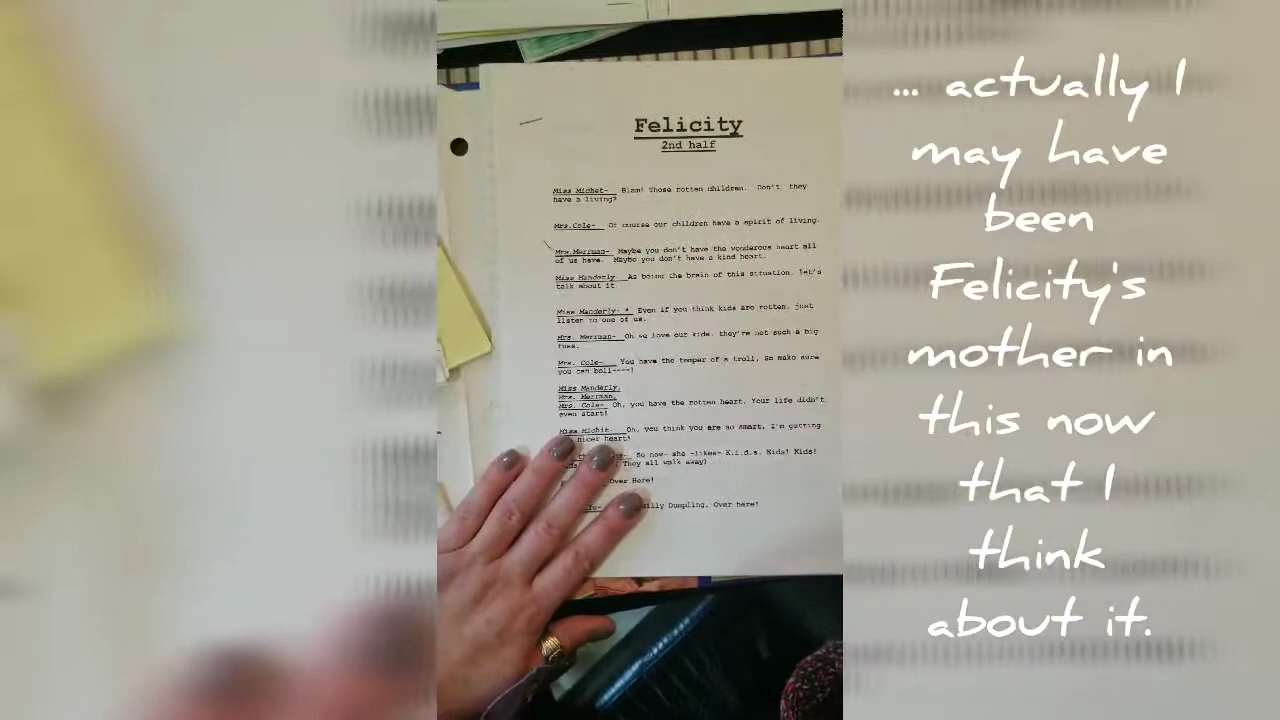 Felicity
2nd half
Miss Michet- Blam! Those rotten children. Don't they
have a living?
Mrs.Cole- Of course our children have a spirit of living.
Mrs.Merrman- Maybe you don't have the wonderous heart all
of us have. Maybe you don't have a kind heart.
Miss Manderly- As being the brain of this situation, let's
talk about it.
Miss Manderly- * Even if you think kids are rotten, just
listen to one of us.
Mrs. Merrman- Oh we love our kids, they're not such a big
fuss.
Mrs. Cole- You have the temper of a troll, so make sure
you can boll----!
Miss Manderly,
Mrs. Merrman,
Mrs. Cole- Oh, you have the rotten heart. Your life didn't
even start!
Miss Michit- Oh, you think you are so smart, I'm getting
nicer heart!
So now- she -likes- K.i.d.s. Kids! Kids!
They all walk away)
Over Here!
Dumpling, Over here!
... actually I
may have
been
Felicity's
mother in
this now
that I
think
about it.